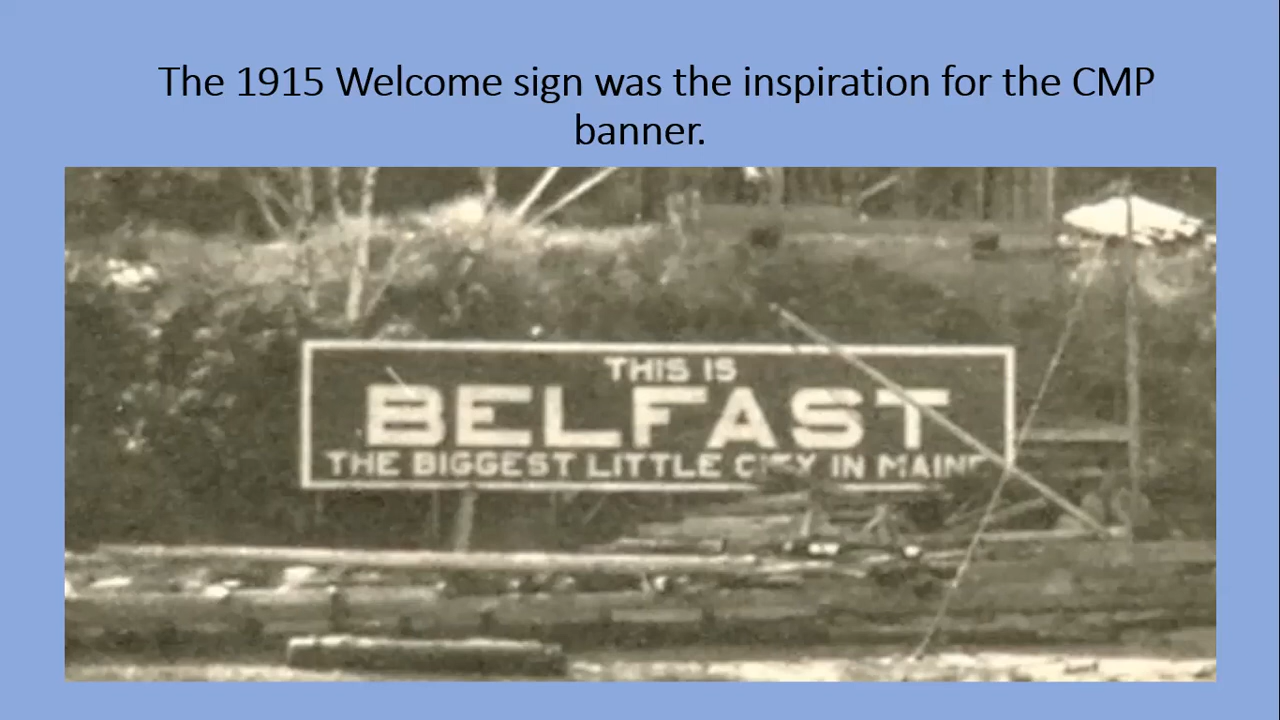 The 1915 Welcome sign was the inspiration for the CMP
banner.
THIS IS
BELFAST
THE BIGGEST LITTLE CITY IN MAINE